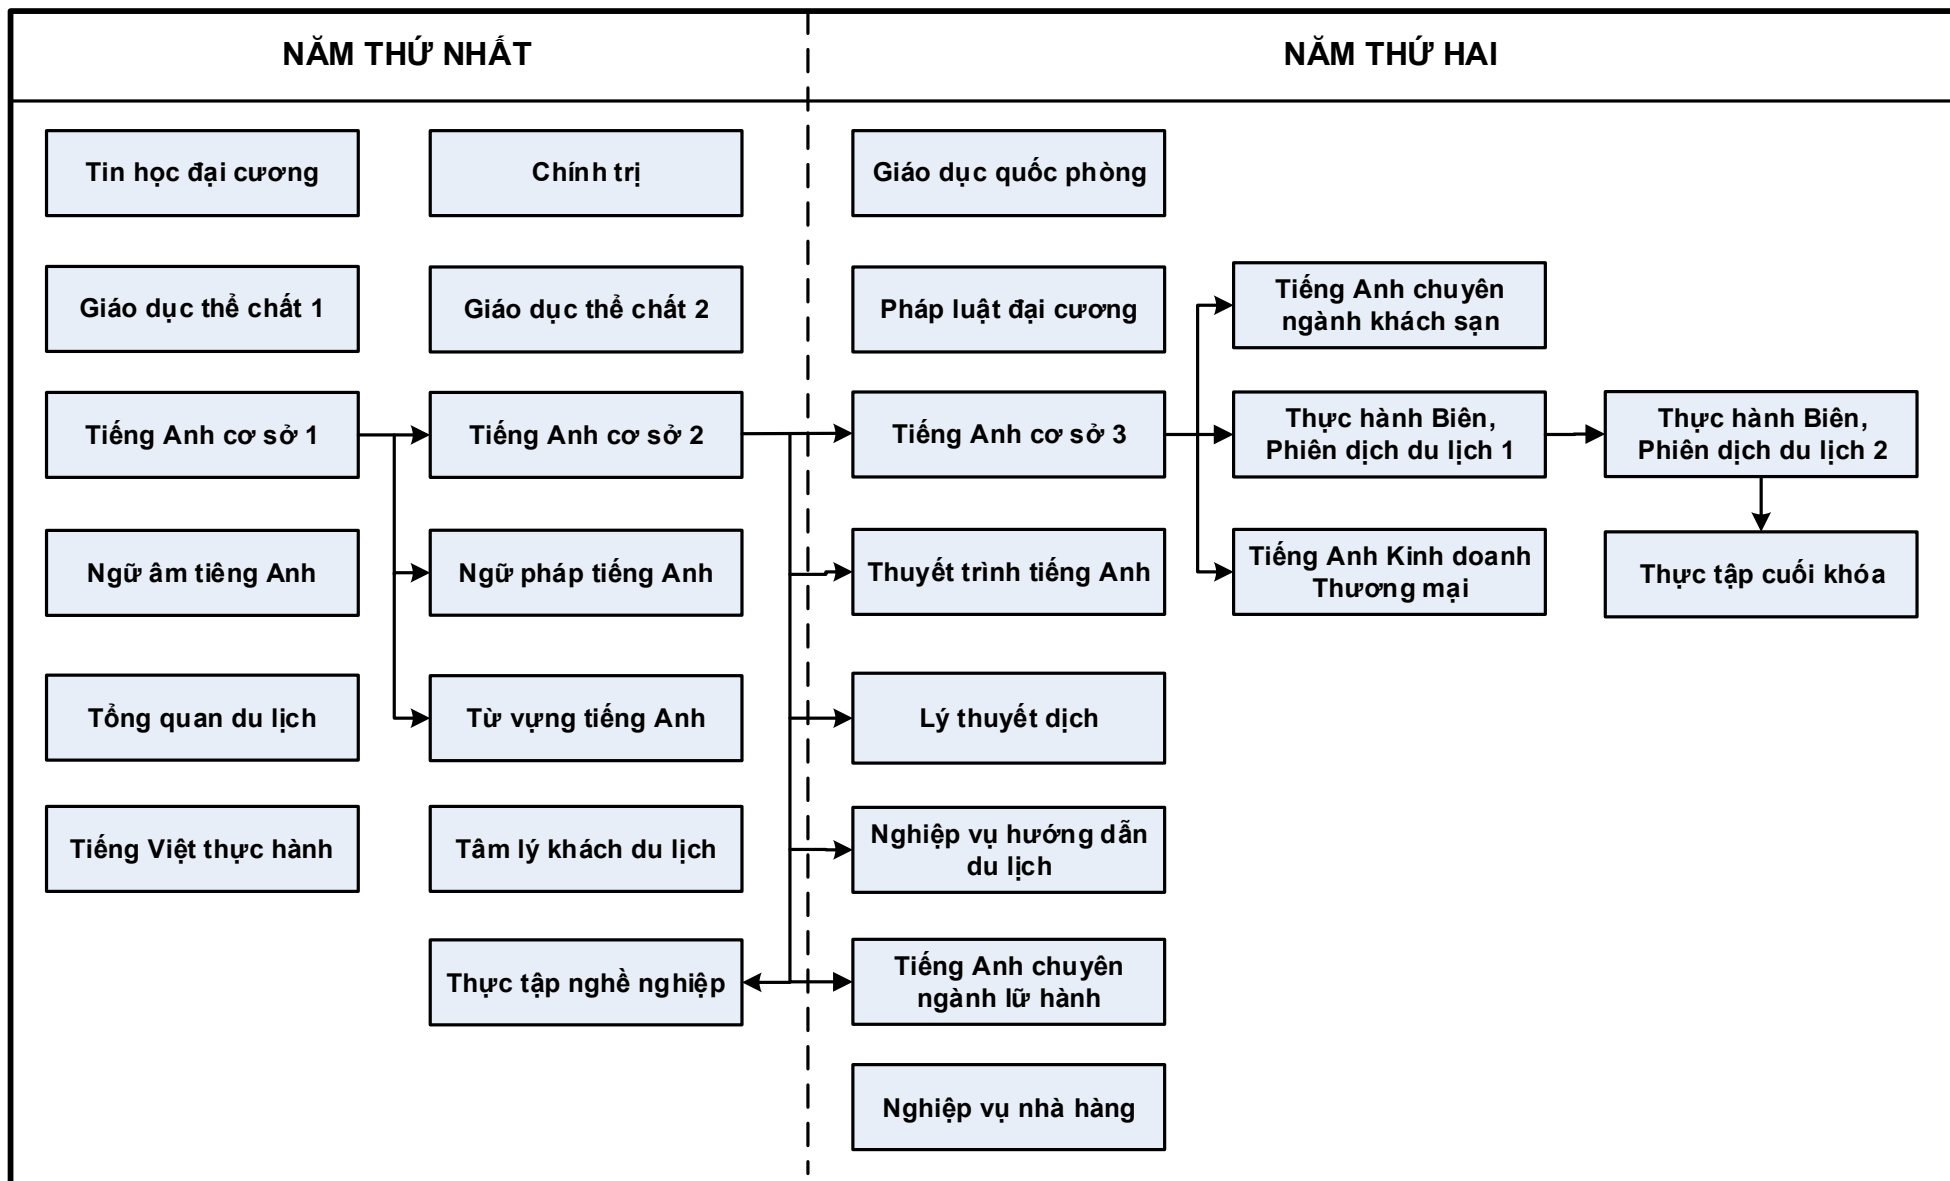 NĂM THỨ NHẤT
NĂM THỨ HAI
Tin học đại cương
Chính trị
Giáo dục quốc phòng
Giáo dục thể chất 1
Giáo dục thể chất 2
Pháp luật đại cương
Tiếng Anh chuyên
ngành khách sạn
Tiếng Anh cơ sở 1
Tiếng Anh cơ sở 2
Tiếng Anh cơ sở 3
Thực hành Biên,
Phiên dịch du lịch 1
Thực hành Biên,
Phiên dịch du lịch 2
Ngữ âm tiêng Anh
Ngữ pháp tiếng Anh
Thuyết trình tiếng Anh
Tiếng Anh Kinh doanh
Thương mại
Thực tập cuối khóa
Tổng quan du lịch
Từ vựng tiếng Anh
Lý thuyết dịch
Tiếng Việt thực hành
Tâm lý khách du lịch
Nghiệp vụ hướng dẫn
du lịch
Thực tập nghề nghiệp
Tiếng Anh chuyên
ngành lữ hành
Nghiệp vụ nhà hàng